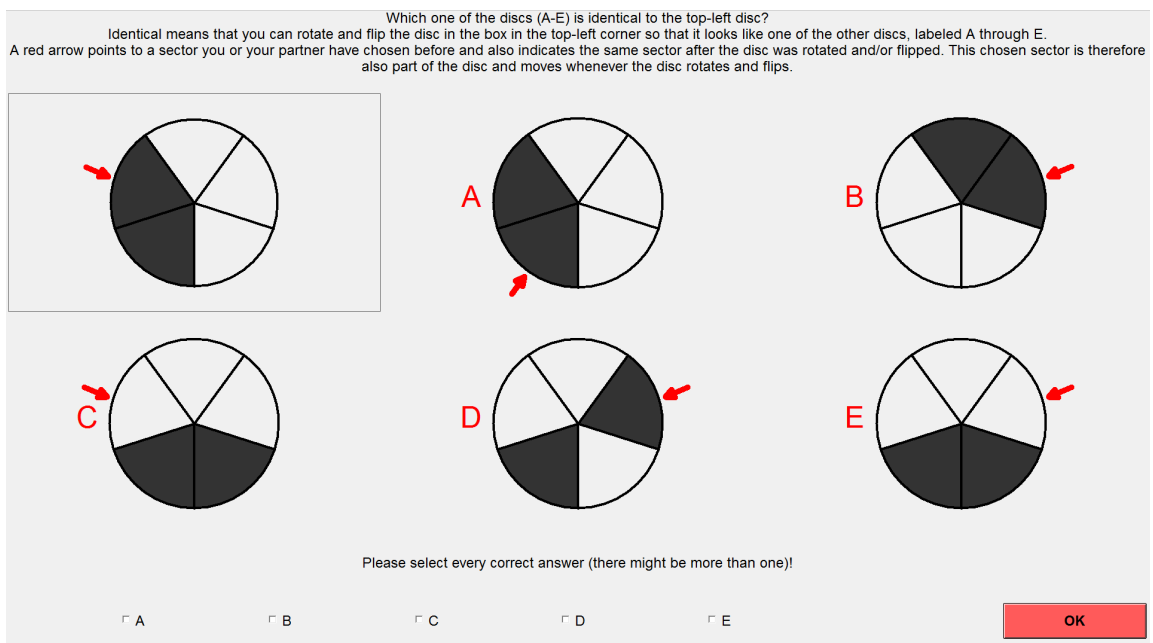 Which one of the discs (A-E) is identical to the top-left disc?
Identical means that you can rotate and flip the disc in the box in the top-left corner so that it looks like one of the other discs, labeled A through E.
A red arrow points to a sector you or your partner have chosen before and also indicates the same sector after the disc was rotated and/or flipped. This chosen sector is therefore
also part of the disc and moves whenever the disc rotates and flips.
A
B
C
D
E
Please select every correct answer (there might be more than one)!
A
B
C
D
E
OK